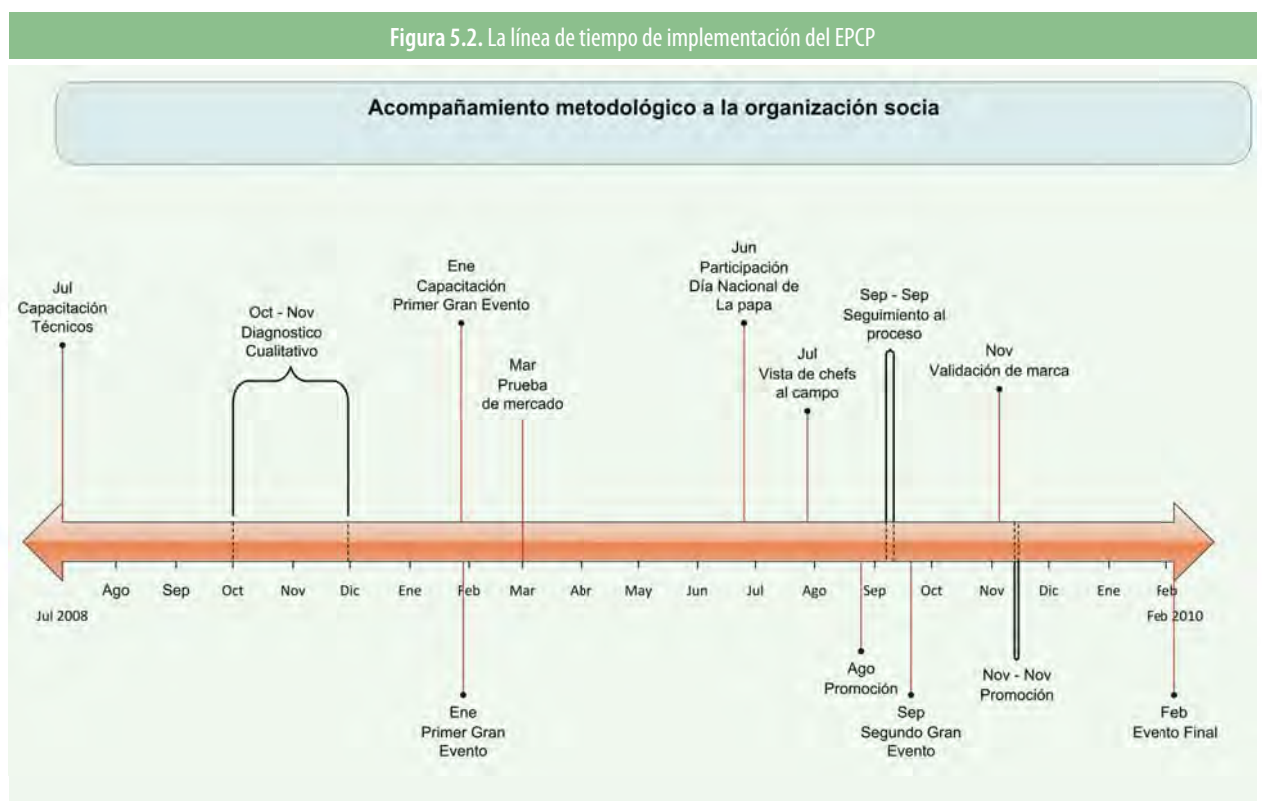 Figura 5.2. La línea de tiempo de implementación del EPCP
Acompañamiento metodológico a la organización socia
Jul
Capacitación
Técnicos
Oct - Nov
Diagnostico
Cualitativo
Ene
Capacitación
Primer Gran Evento
Mar
Prueba
de mercado
Jun
Participación
Día Nacional de
La papa
Jul
Vista de chefs
al campo
Sep - Sep
Seguimiento al
proceso
Nov
Validación de marca
Ago Sep Oct Nov Dic Ene Feb Mar Abr May Jun Jul Ago Sep Oct Nov Dic Ene Feb
Jul 2008 Feb 2010
Ene
Primer Gran
Evento
Ago
Promoción
Sep
Segundo Gran
Evento
Nov - Nov
Promoción
Feb
Evento Final